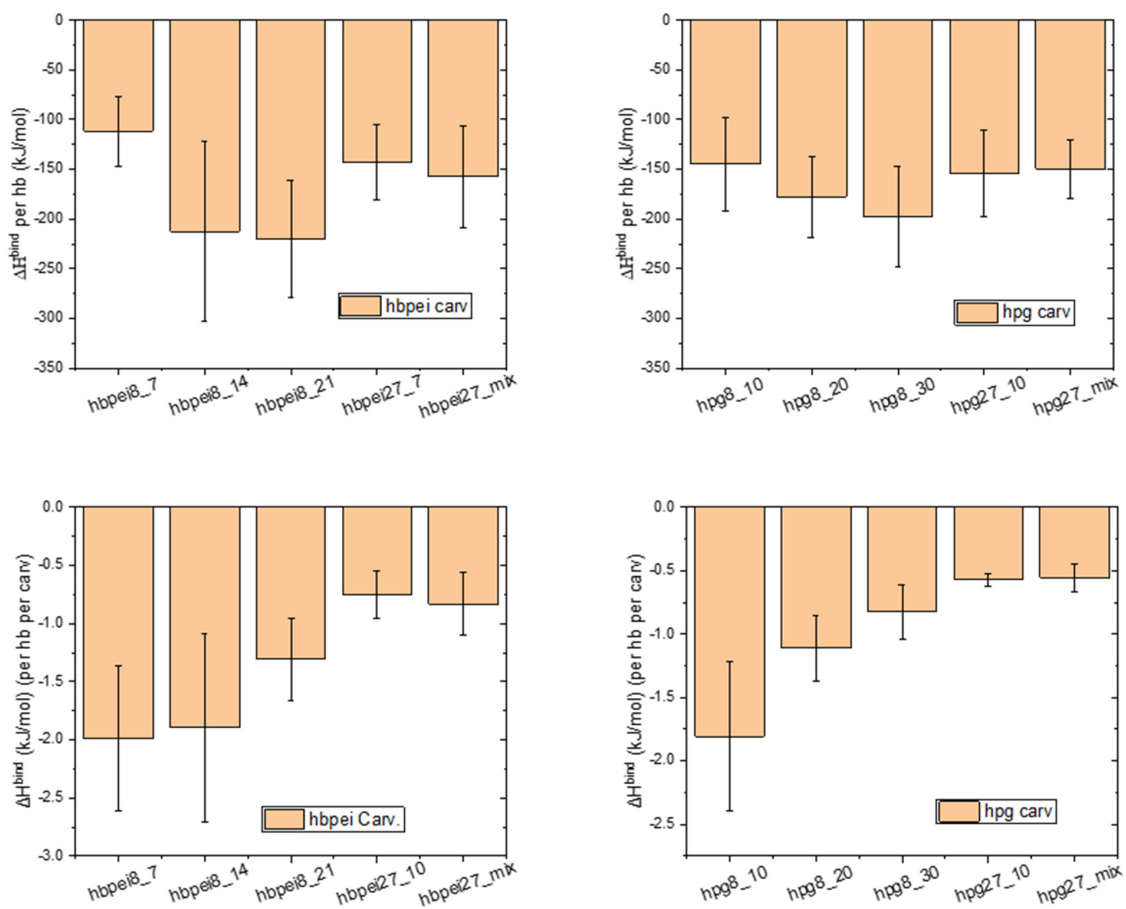 0
-50
-100
-150
-200
-250
-300
-350
ΔH^bind per hb (kJ/mol)
hbpei carv
hbpei8_7
hbpei8_14
hbpei8_21
hbpei27_7
hbpei27_mix
0
-50
-100
-150
-200
-250
-300
-350
ΔH^bind per hb (kJ/mol)
hpg carv
hpg8_10
hpg8_20
hpg8_30
hpg27_10
hpg27_mix
0.0
-0.5
-1.0
-1.5
-2.0
-2.5
-3.0
ΔH^bind (kJ/mol) (per hb per carv)
hbpei Carv.
hbpei8_7
hbpei8_14
hbpei8_21
hbpei27_10
hbpei27_mix
0.0
-0.5
-1.0
-1.5
-2.0
-2.5
ΔH^bind (kJ/mol) (per hb per carv)
hpg carv
hpg8_10
hpg8_20
hpg8_30
hpg27_10
hpg27_mix